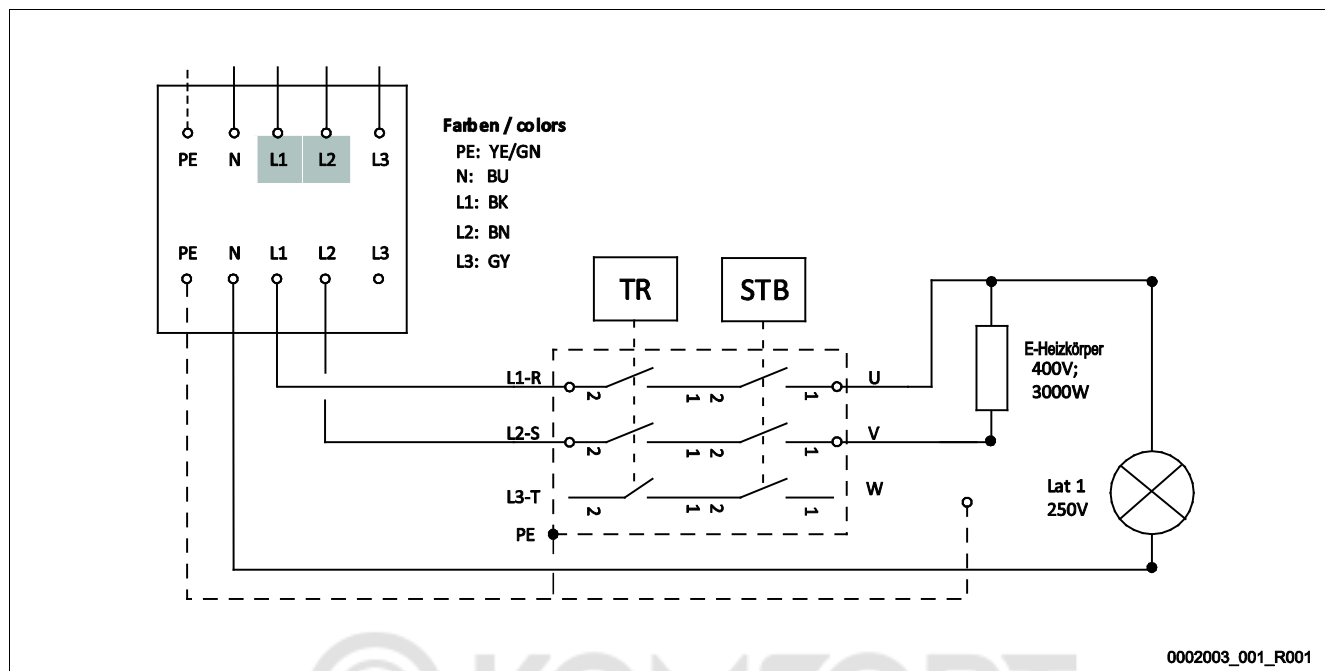 PE N L1 L2 L3
PE N L1 L2 L3
Farben / colors
PE: YE/GN
N: BU
L1: BK
L2: BN
L3: GY
TR
STB
L1-R 2 1 2 1 U
L2-S 2 1 2 1 V
L3-T 2 1 2 1 W
PE
E-Heizkörper
400V;
3000W
Lat 1
250V
KOMFORT
0002003_001_R001